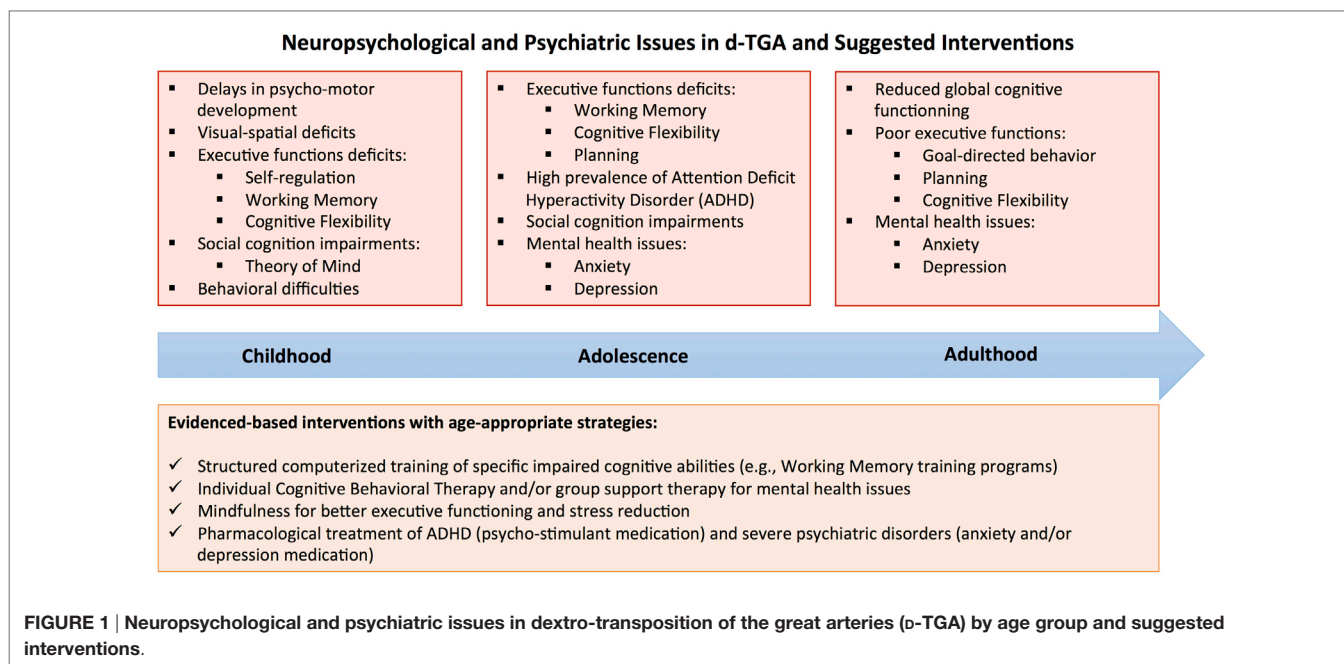 Neuropsychological and Psychiatric Issues in d-TGA and Suggested Interventions
▪ Delays in psycho-motor
development
▪ Visual-spatial deficits
▪ Executive functions deficits:
▪ Self-regulation
▪ Working Memory
▪ Cognitive Flexibility
▪ Social cognition impairments:
▪ Theory of Mind
▪ Behavioral difficulties
▪ Executive functions deficits:
▪ Working Memory
▪ Cognitive Flexibility
▪ Planning
▪ High prevalence of Attention Deficit
Hyperactivity Disorder (ADHD)
▪ Social cognition impairments
▪ Mental health issues:
▪ Anxiety
▪ Depression
▪ Reduced global cognitive
functionning
▪ Poor executive functions:
▪ Goal-directed behavior
▪ Planning
▪ Cognitive Flexibility
▪ Mental health issues:
▪ Anxiety
▪ Depression
Childhood
Adolescence
Adulthood
Evidenced-based interventions with age-appropriate strategies:
✓ Structured computerized training of specific impaired cognitive abilities (e.g., Working Memory training programs)
✓ Individual Cognitive Behavioral Therapy and/or group support therapy for mental health issues
✓ Mindfulness for better executive functioning and stress reduction
✓ Pharmacological treatment of ADHD (psycho-stimulant medication) and severe psychiatric disorders (anxiety and/or
depression medication)
FIGURE 1 | Neuropsychological and psychiatric issues in dextro-transposition of the great arteries (D-TGA) by age group and suggested
interventions.